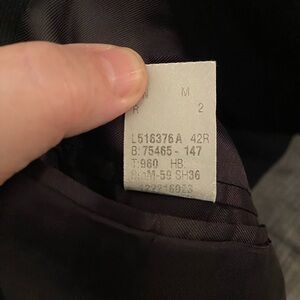 N M
R 2
L516376A 42R
B:75465- 147
T:960 HB
M-59 SH36